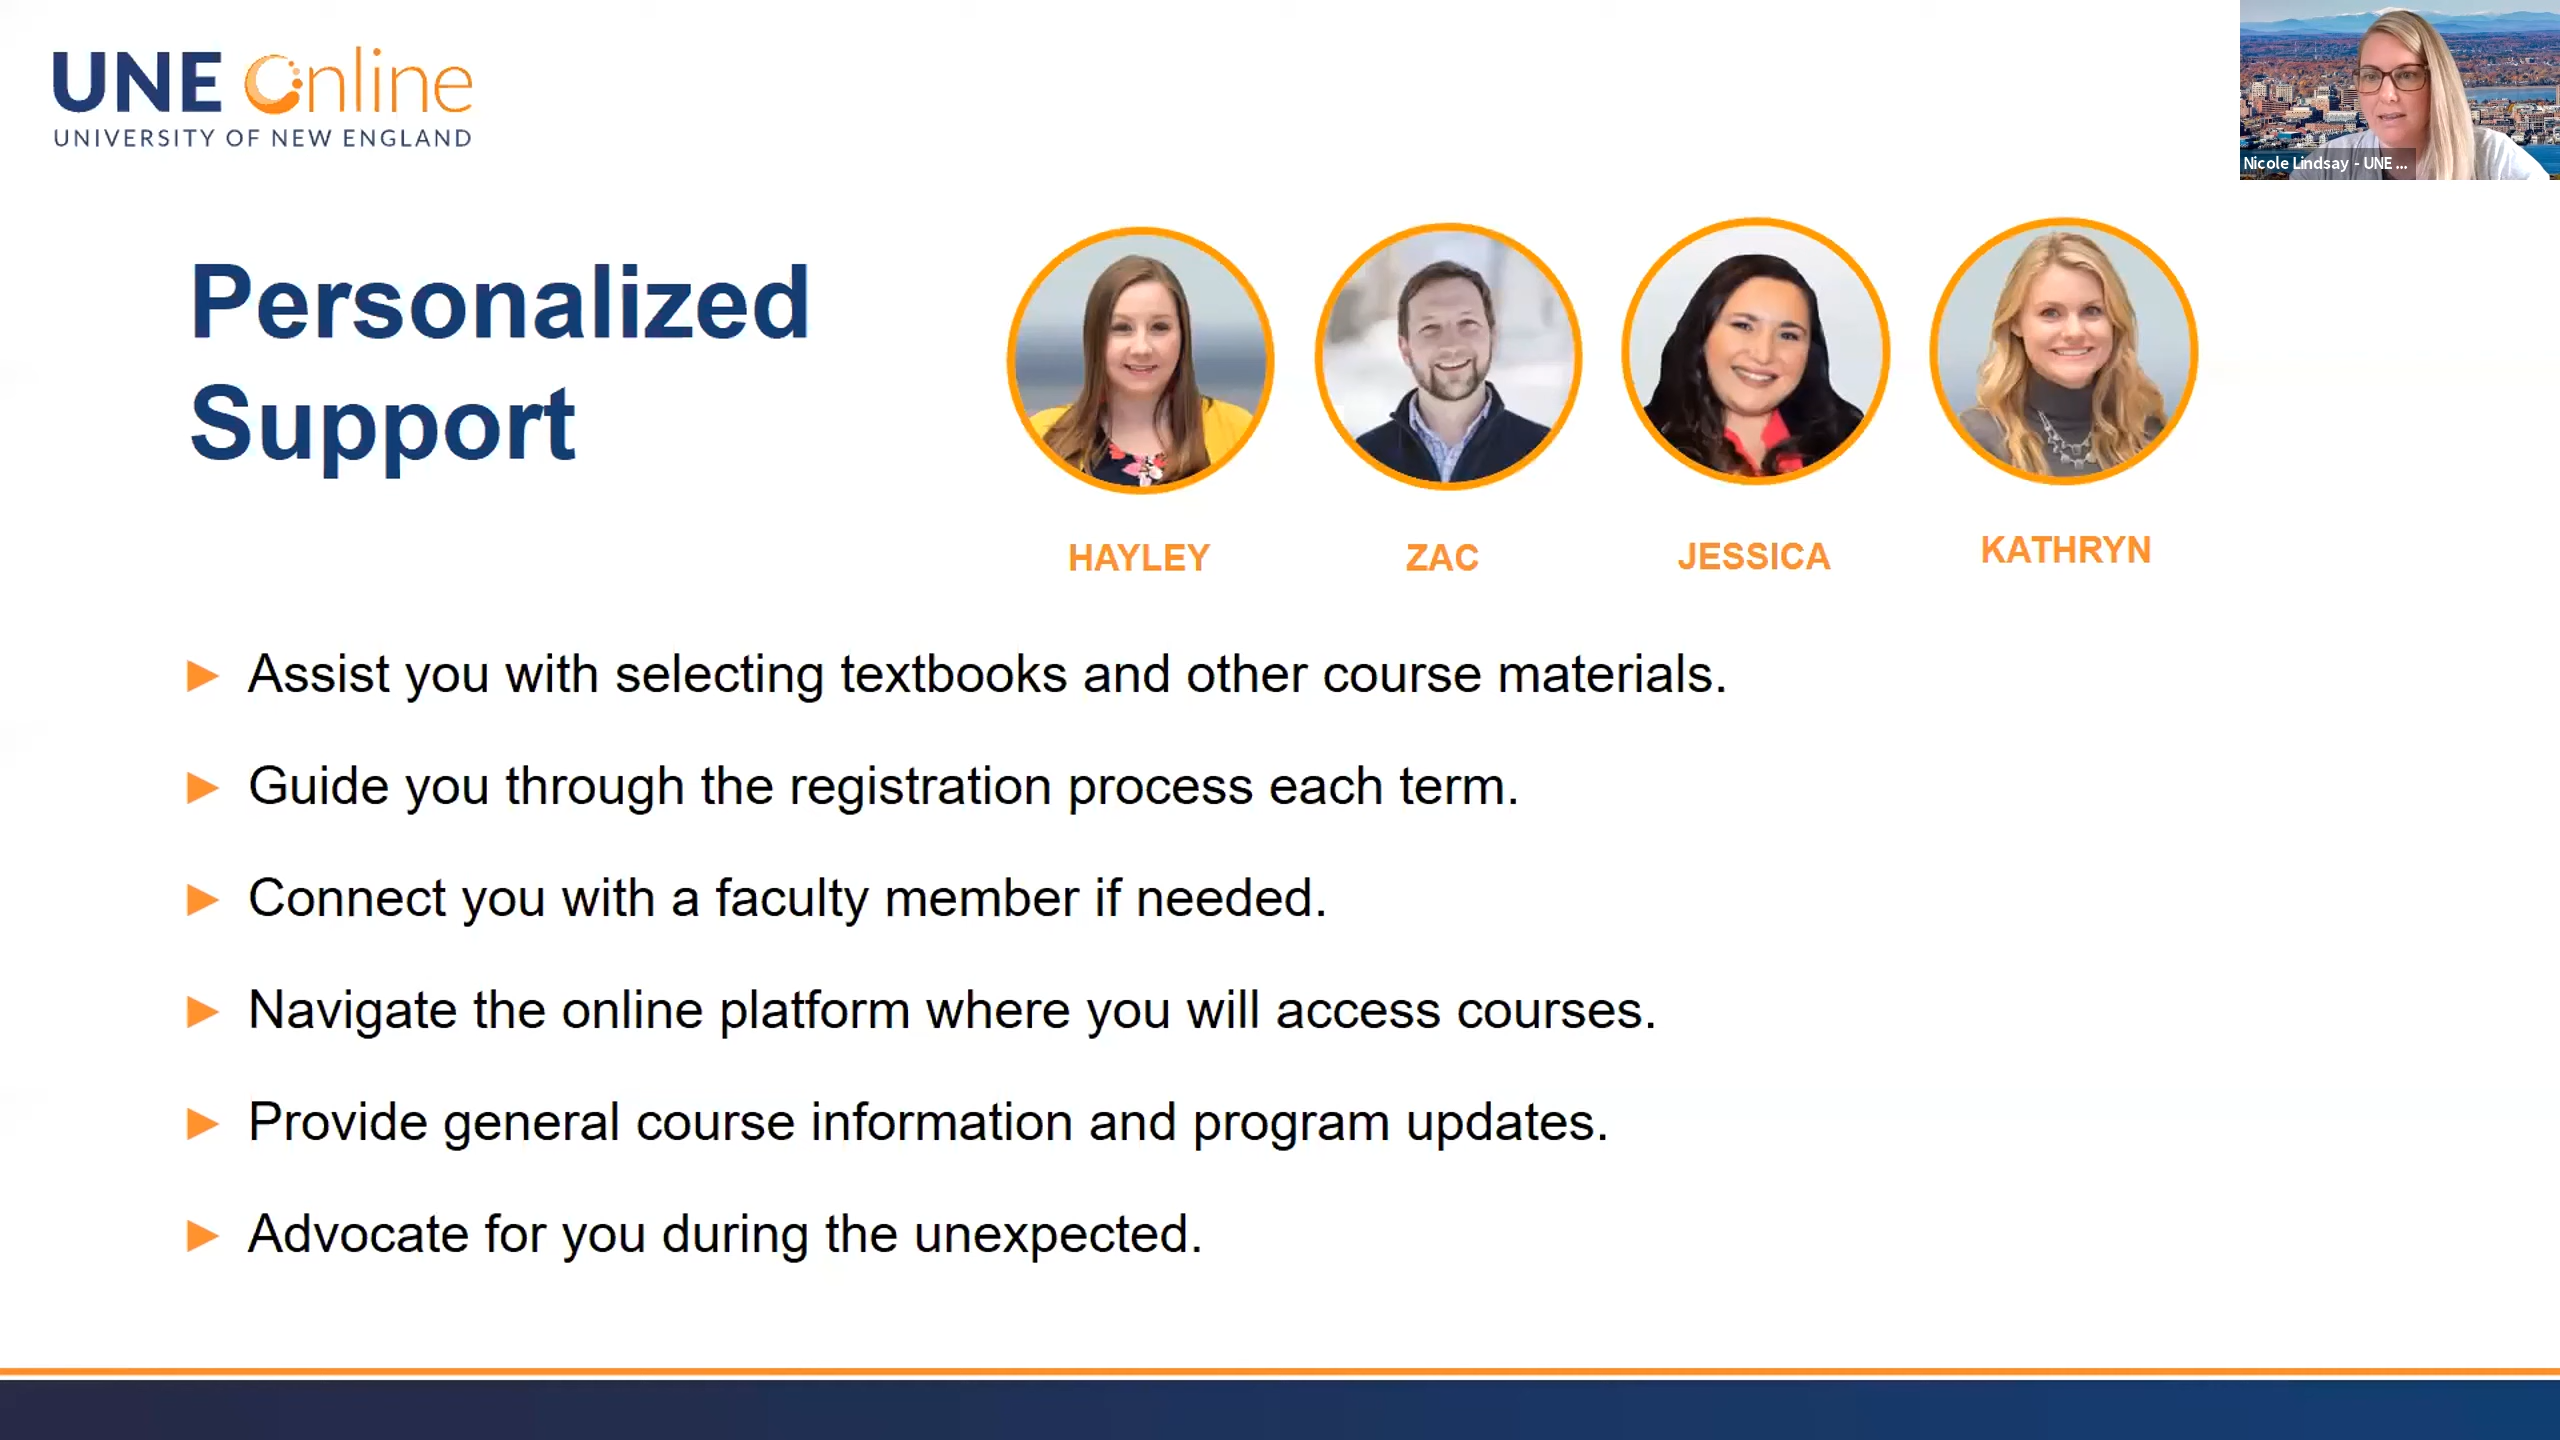 UNE Online
UNIVERSITY OF NEW ENGLAND
Nicole Lindsay - UNE ...
Personalized
Support
HAYLEY
ZAC
JESSICA
KATHRYN
Assist you with selecting textbooks and other course materials.
Guide you through the registration process each term.
Connect you with a faculty member if needed.
Navigate the online platform where you will access courses.
Provide general course information and program updates.
Advocate for you during the unexpected.